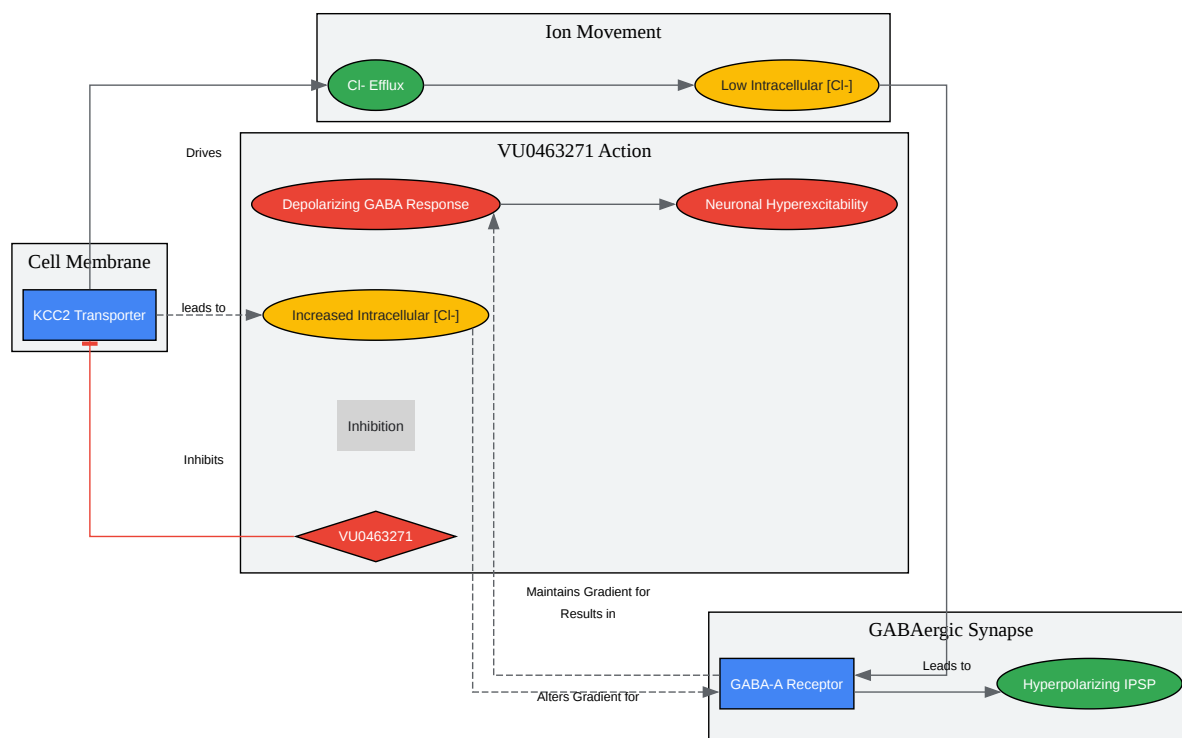 Ion Movement
Cl- Efflux
Low Intracellular [Cl-]
Drives
VU0463271 Action
Depolarizing GABA Response
Neuronal Hyperexcitability
Cell Membrane
KCC2 Transporter
leads to
Increased Intracellular [Cl-]
Inhibition
Inhibits
VU0463271
Maintains Gradient for
Results in
GABAergic Synapse
GABA-A Receptor
Leads to
Hyperpolarizing IPSP
Alters Gradient for